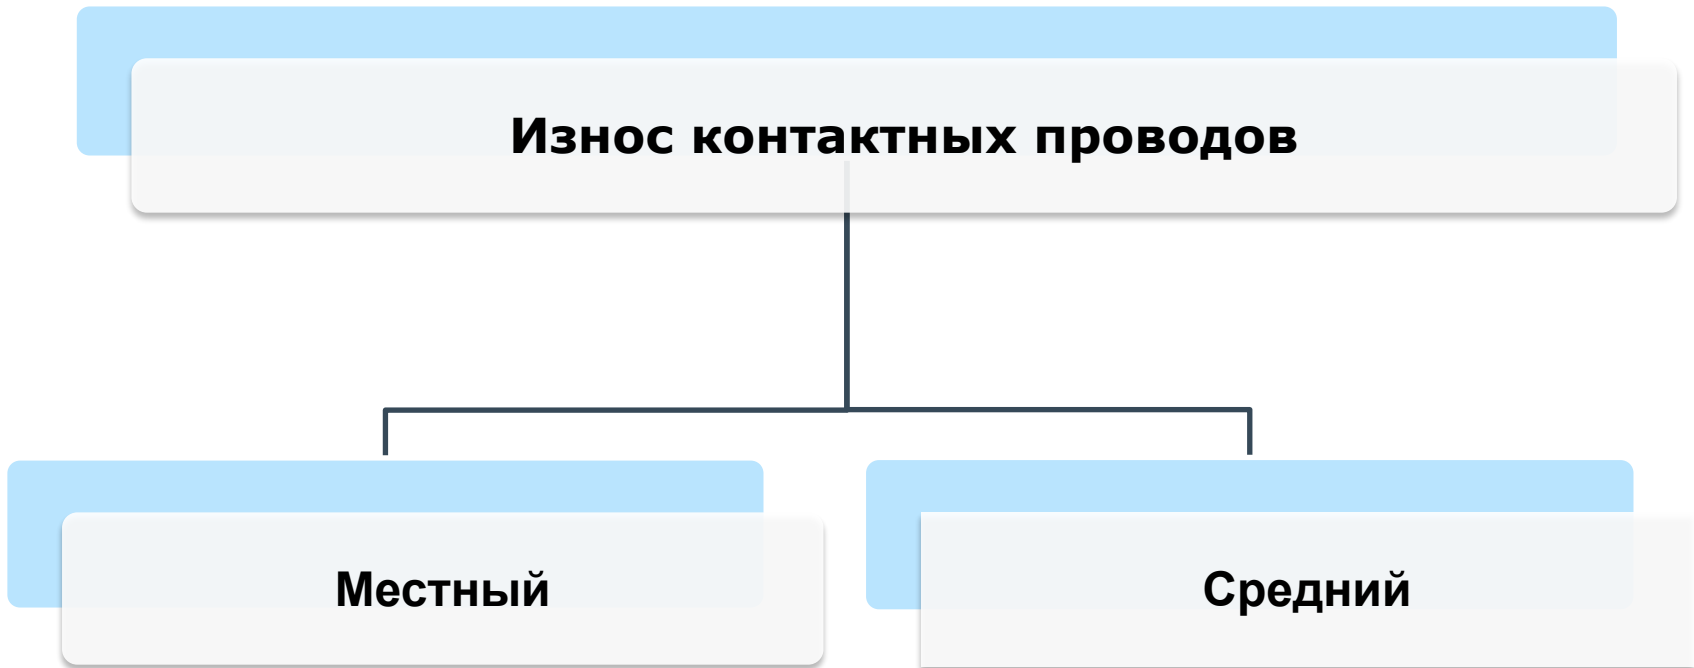 Износ контактных проводов
Местный
Средний